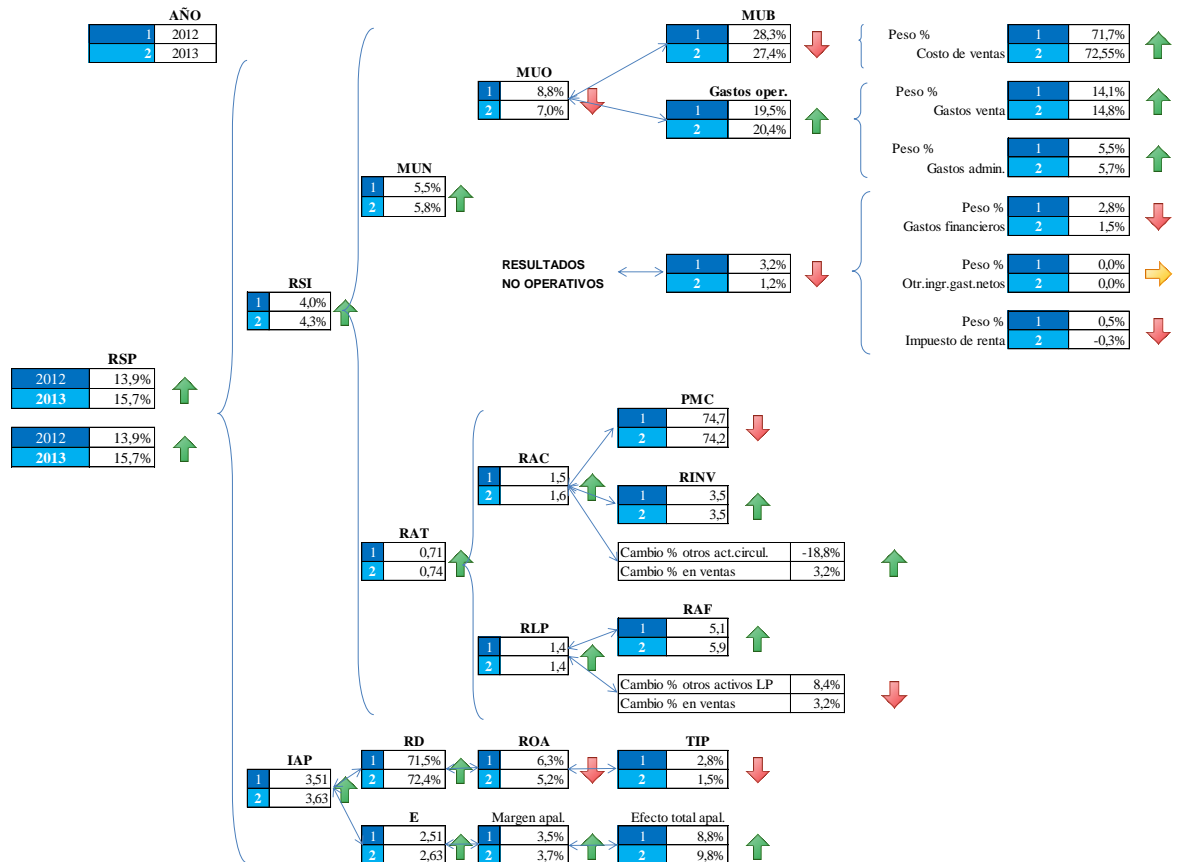 AÑO
1 2012
2 2013
MUB
1 28,3%
2 27,4%
Peso %
Costo de ventas
1 71,7%
2 72,55%
MUO
1 8,8%
2 7,0%
Gastos oper.
1 19,5%
2 20,4%
Peso %
Gastos venta
1 14,1%
2 14,8%
Peso %
Gastos admin.
1 5,5%
2 5,7%
MUN
1 5,5%
2 5,8%
Peso %
Gastos financieros
1 2,8%
2 1,5%
RESULTADOS
NO OPERATIVOS
1 3,2%
2 1,2%
Peso %
Otr.ingr.gast.netos
1 0,0%
2 0,0%
Peso %
Impuesto de renta
1 0,5%
2 -0,3%
RSI
1 4,0%
2 4,3%
RSP
2012 13,9%
2013 15,7%
2012 13,9%
2013 15,7%
PMC
1 74,7
2 74,2
RAC
1 1,5
2 1,6
RINV
1 3,5
2 3,5
RAT
1 0,71
2 0,74
Cambio % otros act.circul. -18,8%
Cambio % en ventas 3,2%
RLP
1 1,4
2 1,4
RAF
1 5,1
2 5,9
Cambio % otros activos LP 8,4%
Cambio % en ventas 3,2%
IAP
1 3,51
2 3,63
RD
1 71,5%
2 72,4%
ROA
1 6,3%
2 5,2%
TIP
1 2,8%
2 1,5%
E
1 2,51
2 2,63
Margen apal.
1 3,5%
2 3,7%
Efecto total apal.
1 8,8%
2 9,8%